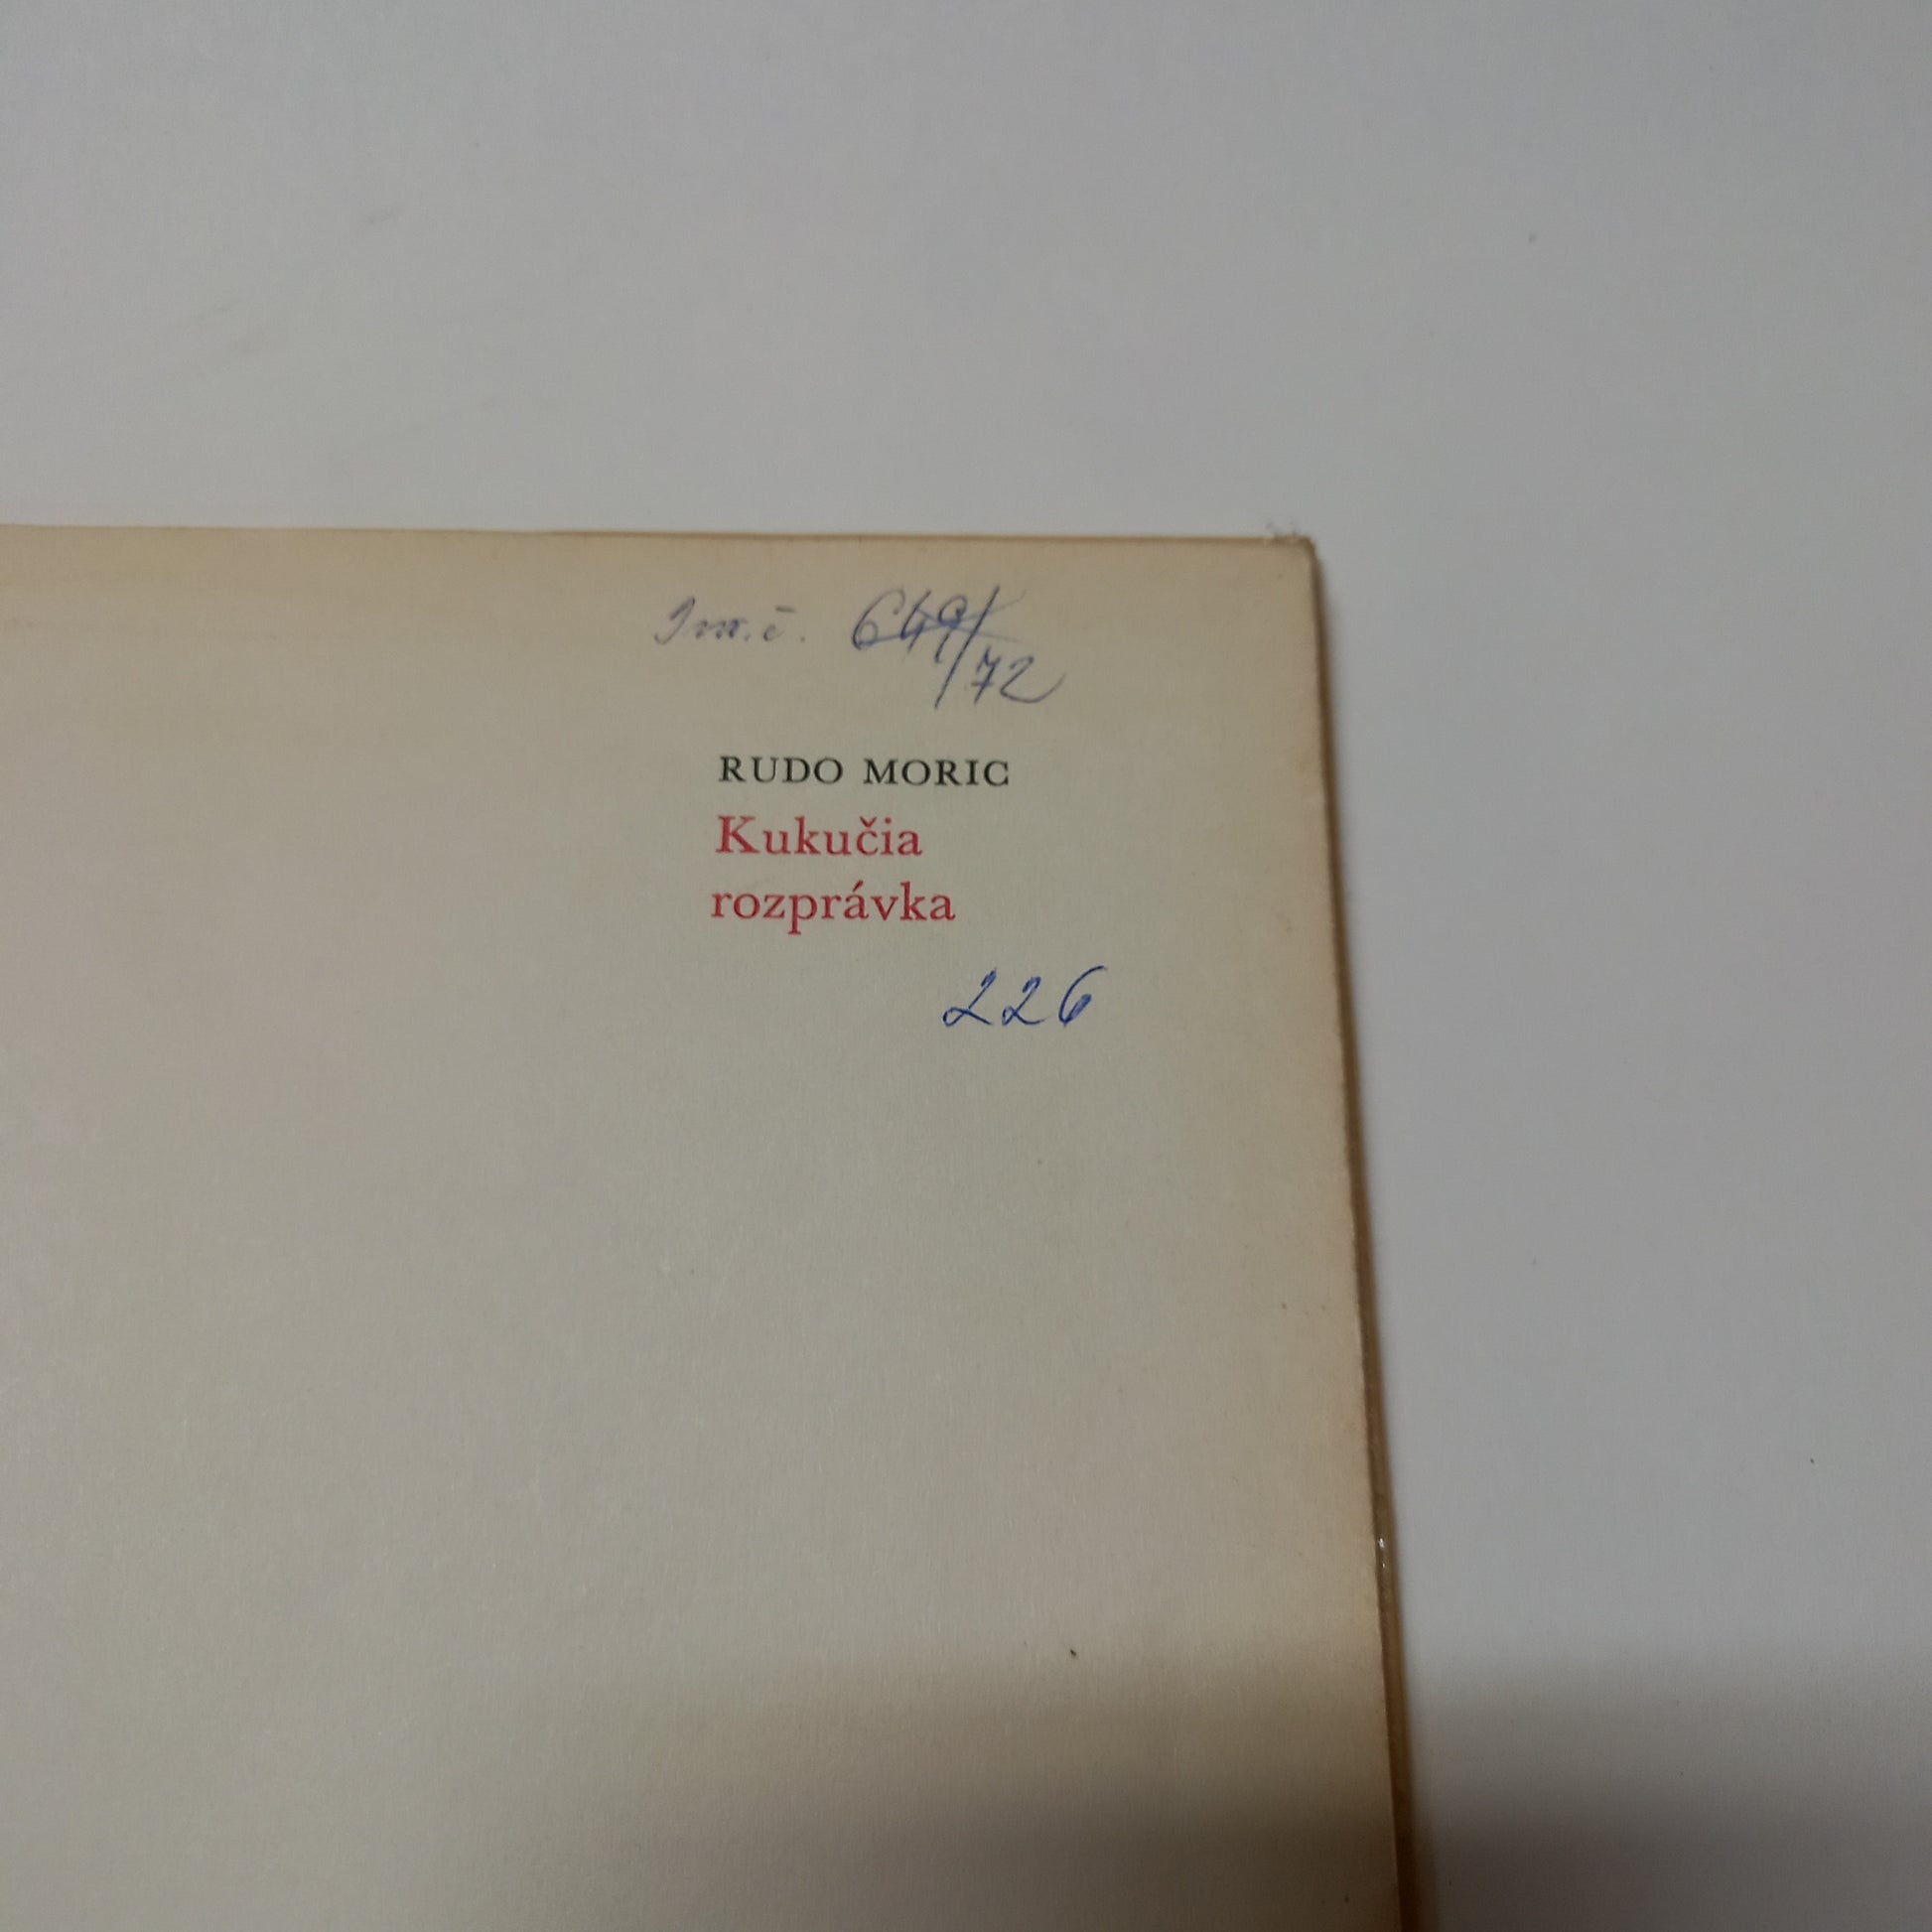 Inv. č. 649/72
RUDO MORIC
Kukučia
rozprávka
226